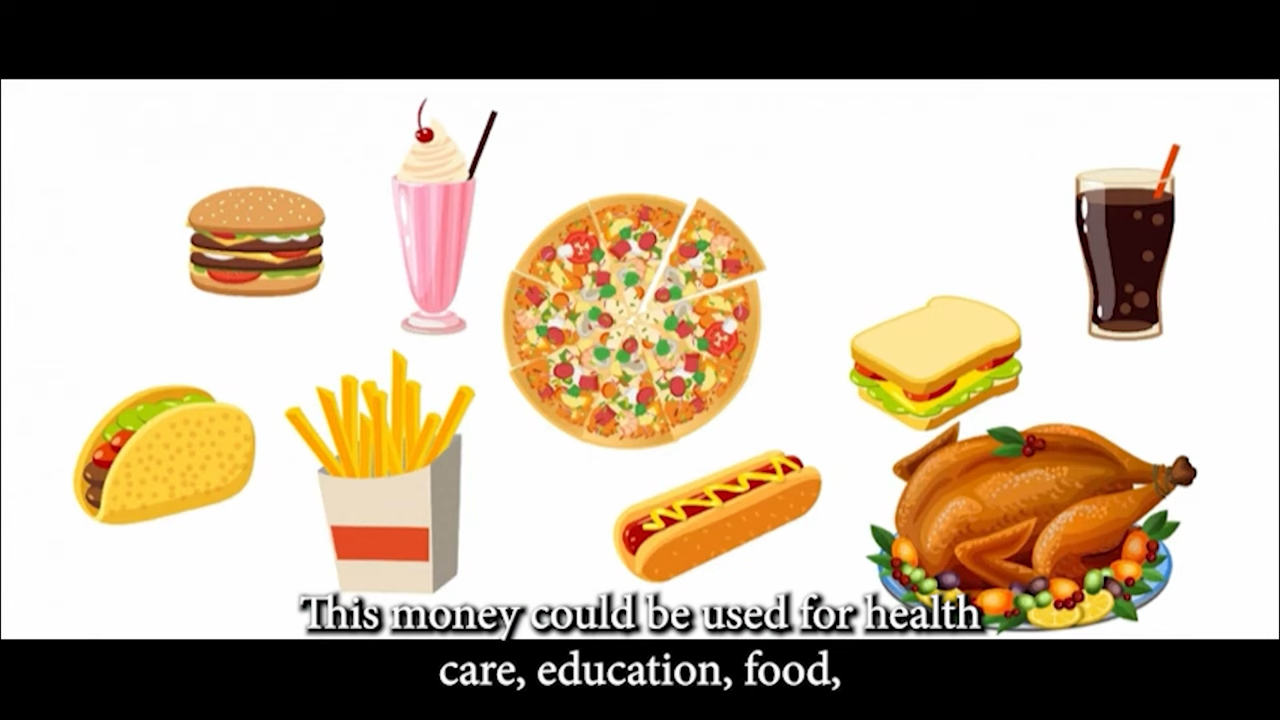 This money could be used for health
care, education, food,